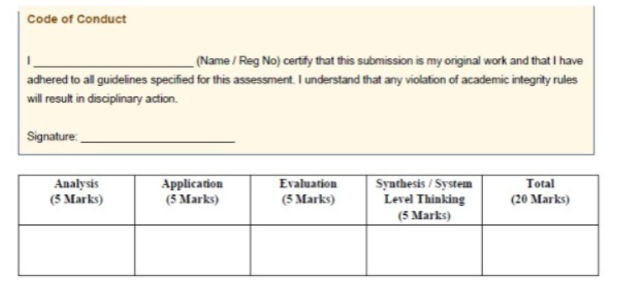 Code of Conduct
I ______________________ (Name / Reg No) certify that this submission is my original work and that I have
adhered to all guidelines specified for this assessment. I understand that any violation of academic integrity rules
will result in disciplinary action.
Signature: ______________________
Analysis Application Evaluation Synthesis / System Total
(5 Marks) (5 Marks) (5 Marks) Level Thinking (20 Marks)
(5 Marks)